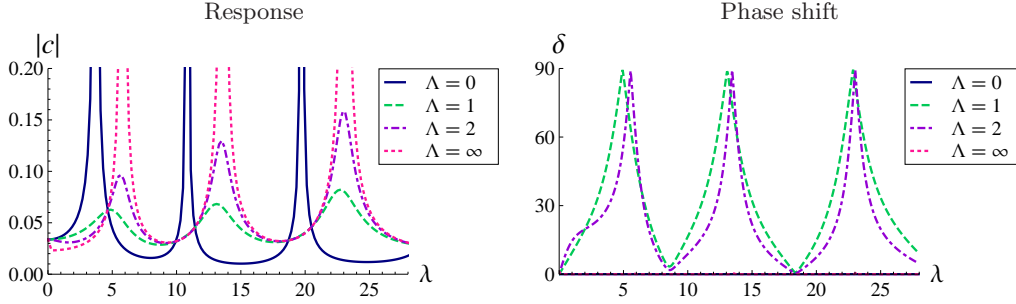 Response
|c|
0.20
0.15
0.10
0.05
0.00
0 5 10 15 20 25 λ
Λ = 0
Λ = 1
Λ = 2
Λ = ∞
Phase shift
δ
90
60
30
0
5 10 15 20 25 λ
Λ = 0
Λ = 1
Λ = 2
Λ = ∞